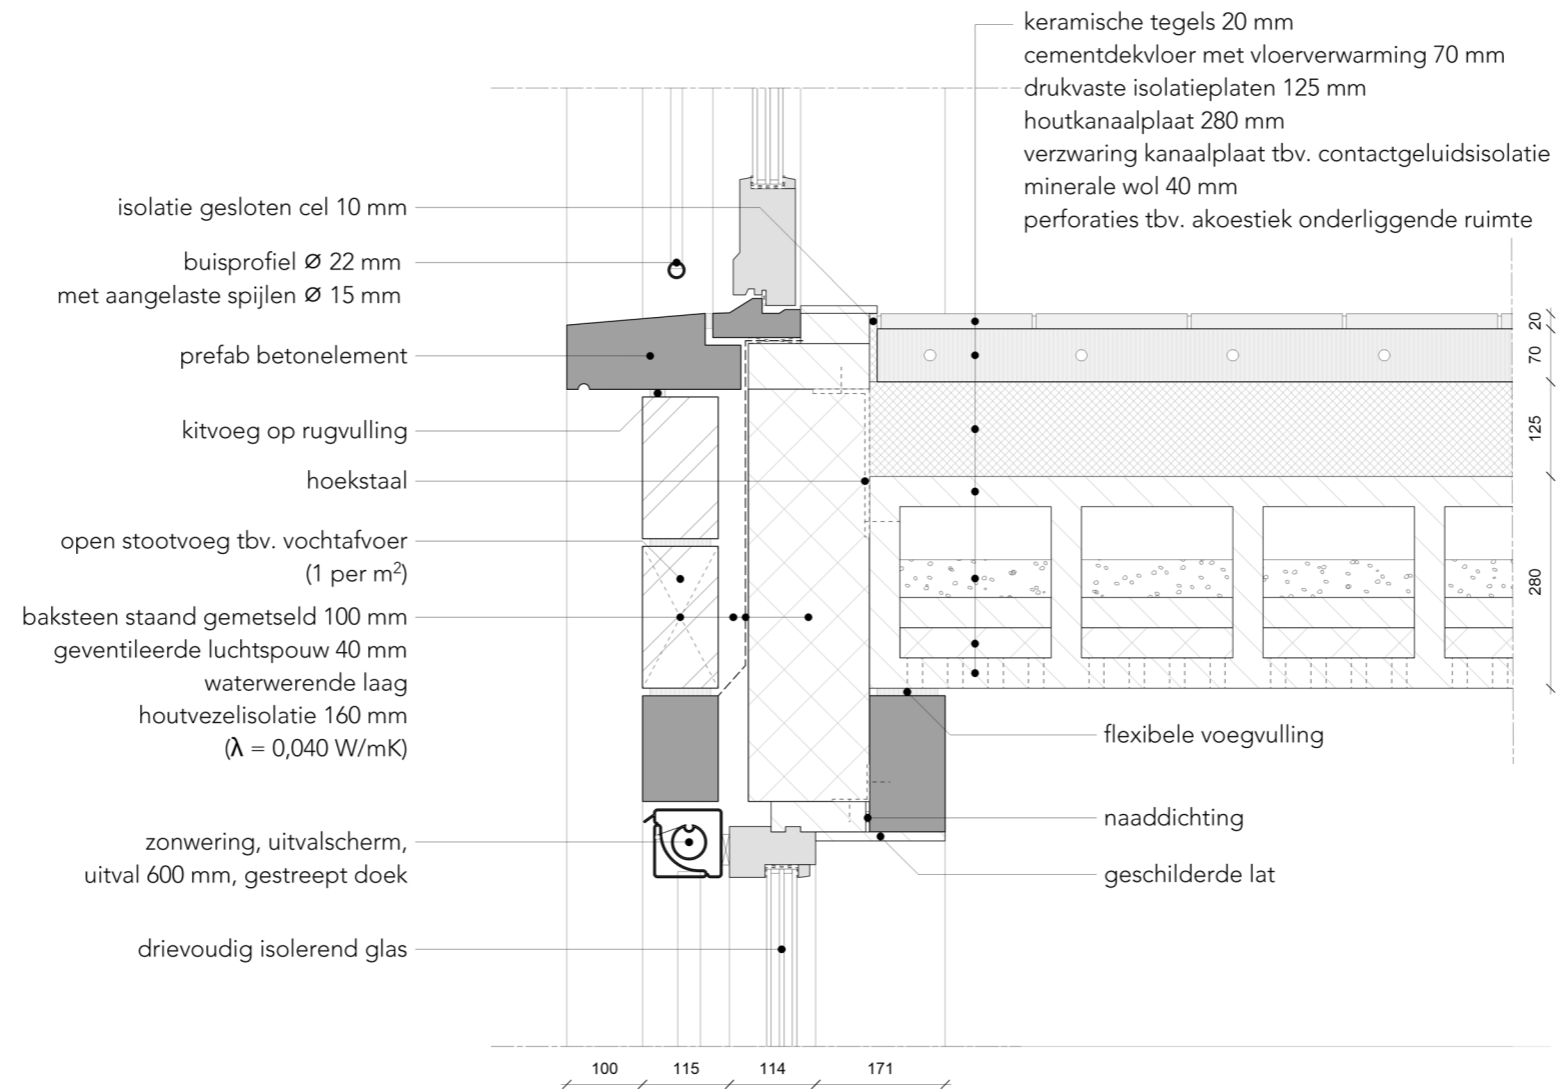 keramische tegels 20 mm
cementdekvloer met vloerverwarming 70 mm
drukvaste isolatieplaten 125 mm
houtkanaalplaat 280 mm
verzwaring kanaalplaat tbv. contactgeluidsisolatie
minerale wol 40 mm
perforaties tbv. akoestiek onderliggende ruimte
isolatie gesloten cel 10 mm
buisprofiel Ø 22 mm
met aangelaste spijlen Ø 15 mm
prefab betonelement
kitvoeg op rugvulling
hoekstaal
open stootvoeg tbv. vochtafvoer
(1 per m²)
baksteen staand gemetseld 100 mm
geventileerde luchtspouw 40 mm
waterwerende laag
houtvezelisolatie 160 mm
(λ = 0,040 W/mK)
zonwering, uitvalscherm,
uitval 600 mm, gestreept doek
drievoudig isolerend glas
20
70
125
280
flexibele voegvulling
naaddichting
geschilderde lat
100 115 114 171